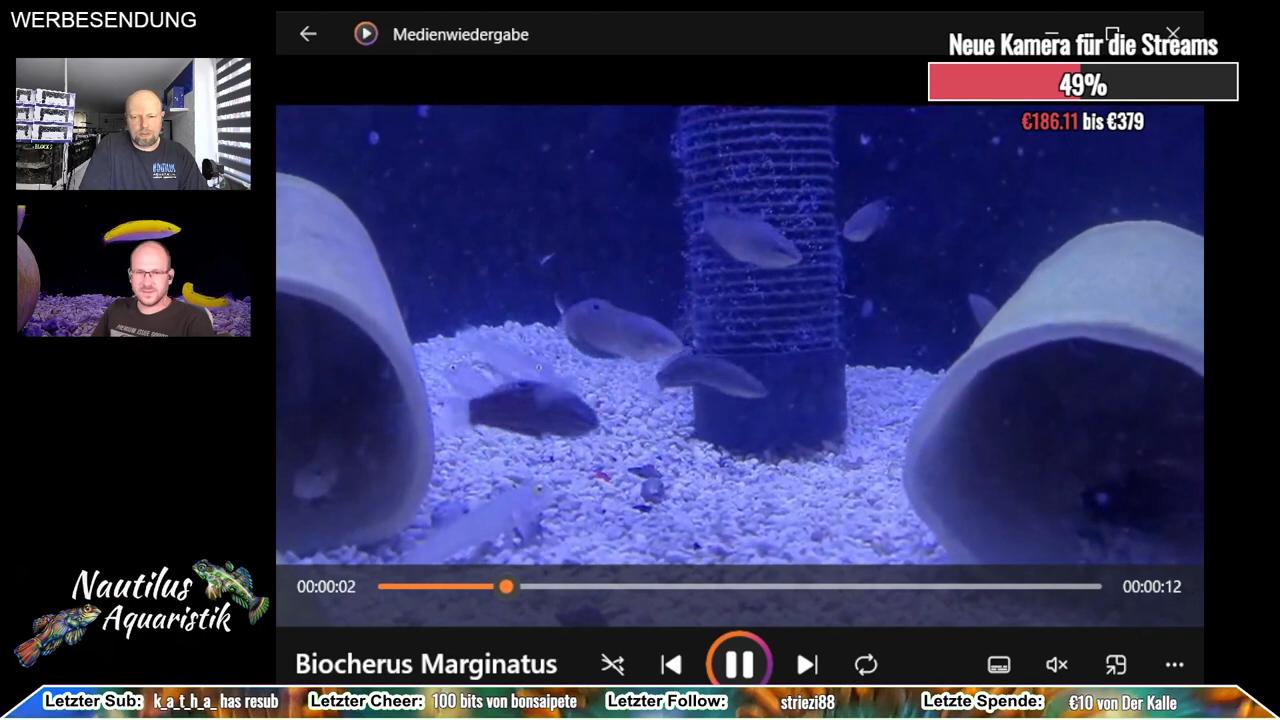 WERBESENDUNG
Medienwiedergabe
Neue Kamera für die Streams
49%
€186.11 bis €379
00:00:02
00:00:12
Nautilus
Aquaristik
Biocherus Marginatus
Letzter Sub: k_a_t_h_a_ has resub
Letzter Cheer: 100 bits von bonsaipete
Letzter Follow: striezi88
Letzte Spende: €10 von Der Kalle